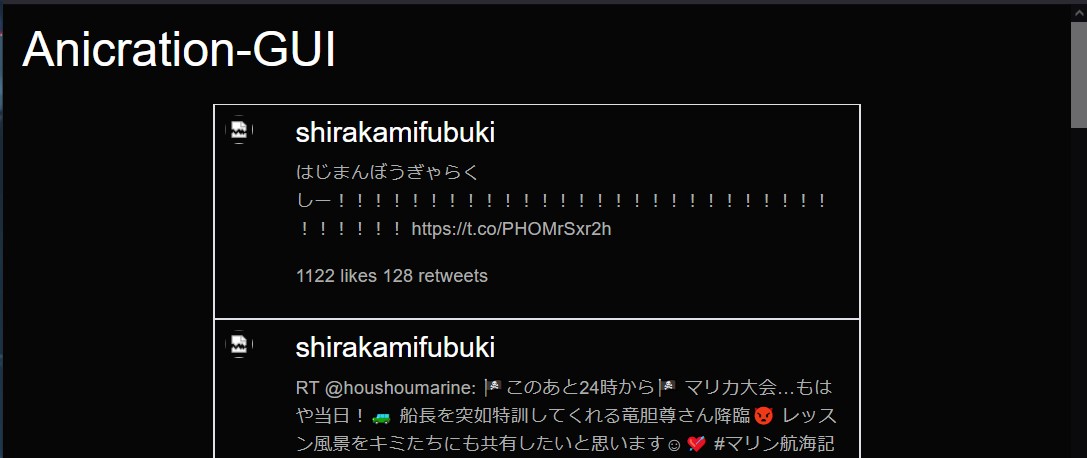 Anicration-GUI
shirakamifubuki
はじまんぼうぎゃらく
しー！！！！！！！！！！！！！！！！！！！！！！！！！！
！！！！！！ https://t.co/PHOMrSxr2h
1122 likes 128 retweets
shirakamifubuki
RT @houshoumarine: 🏴‍☠️このあと24時から🏴‍☠️ マリカ大会…もは
や当日！🚙 船長を突如特訓してくれる竜胆尊さん降臨👿 レッス
ン風景をキミたちにも共有したいと思います☺💘 #マリン航海記